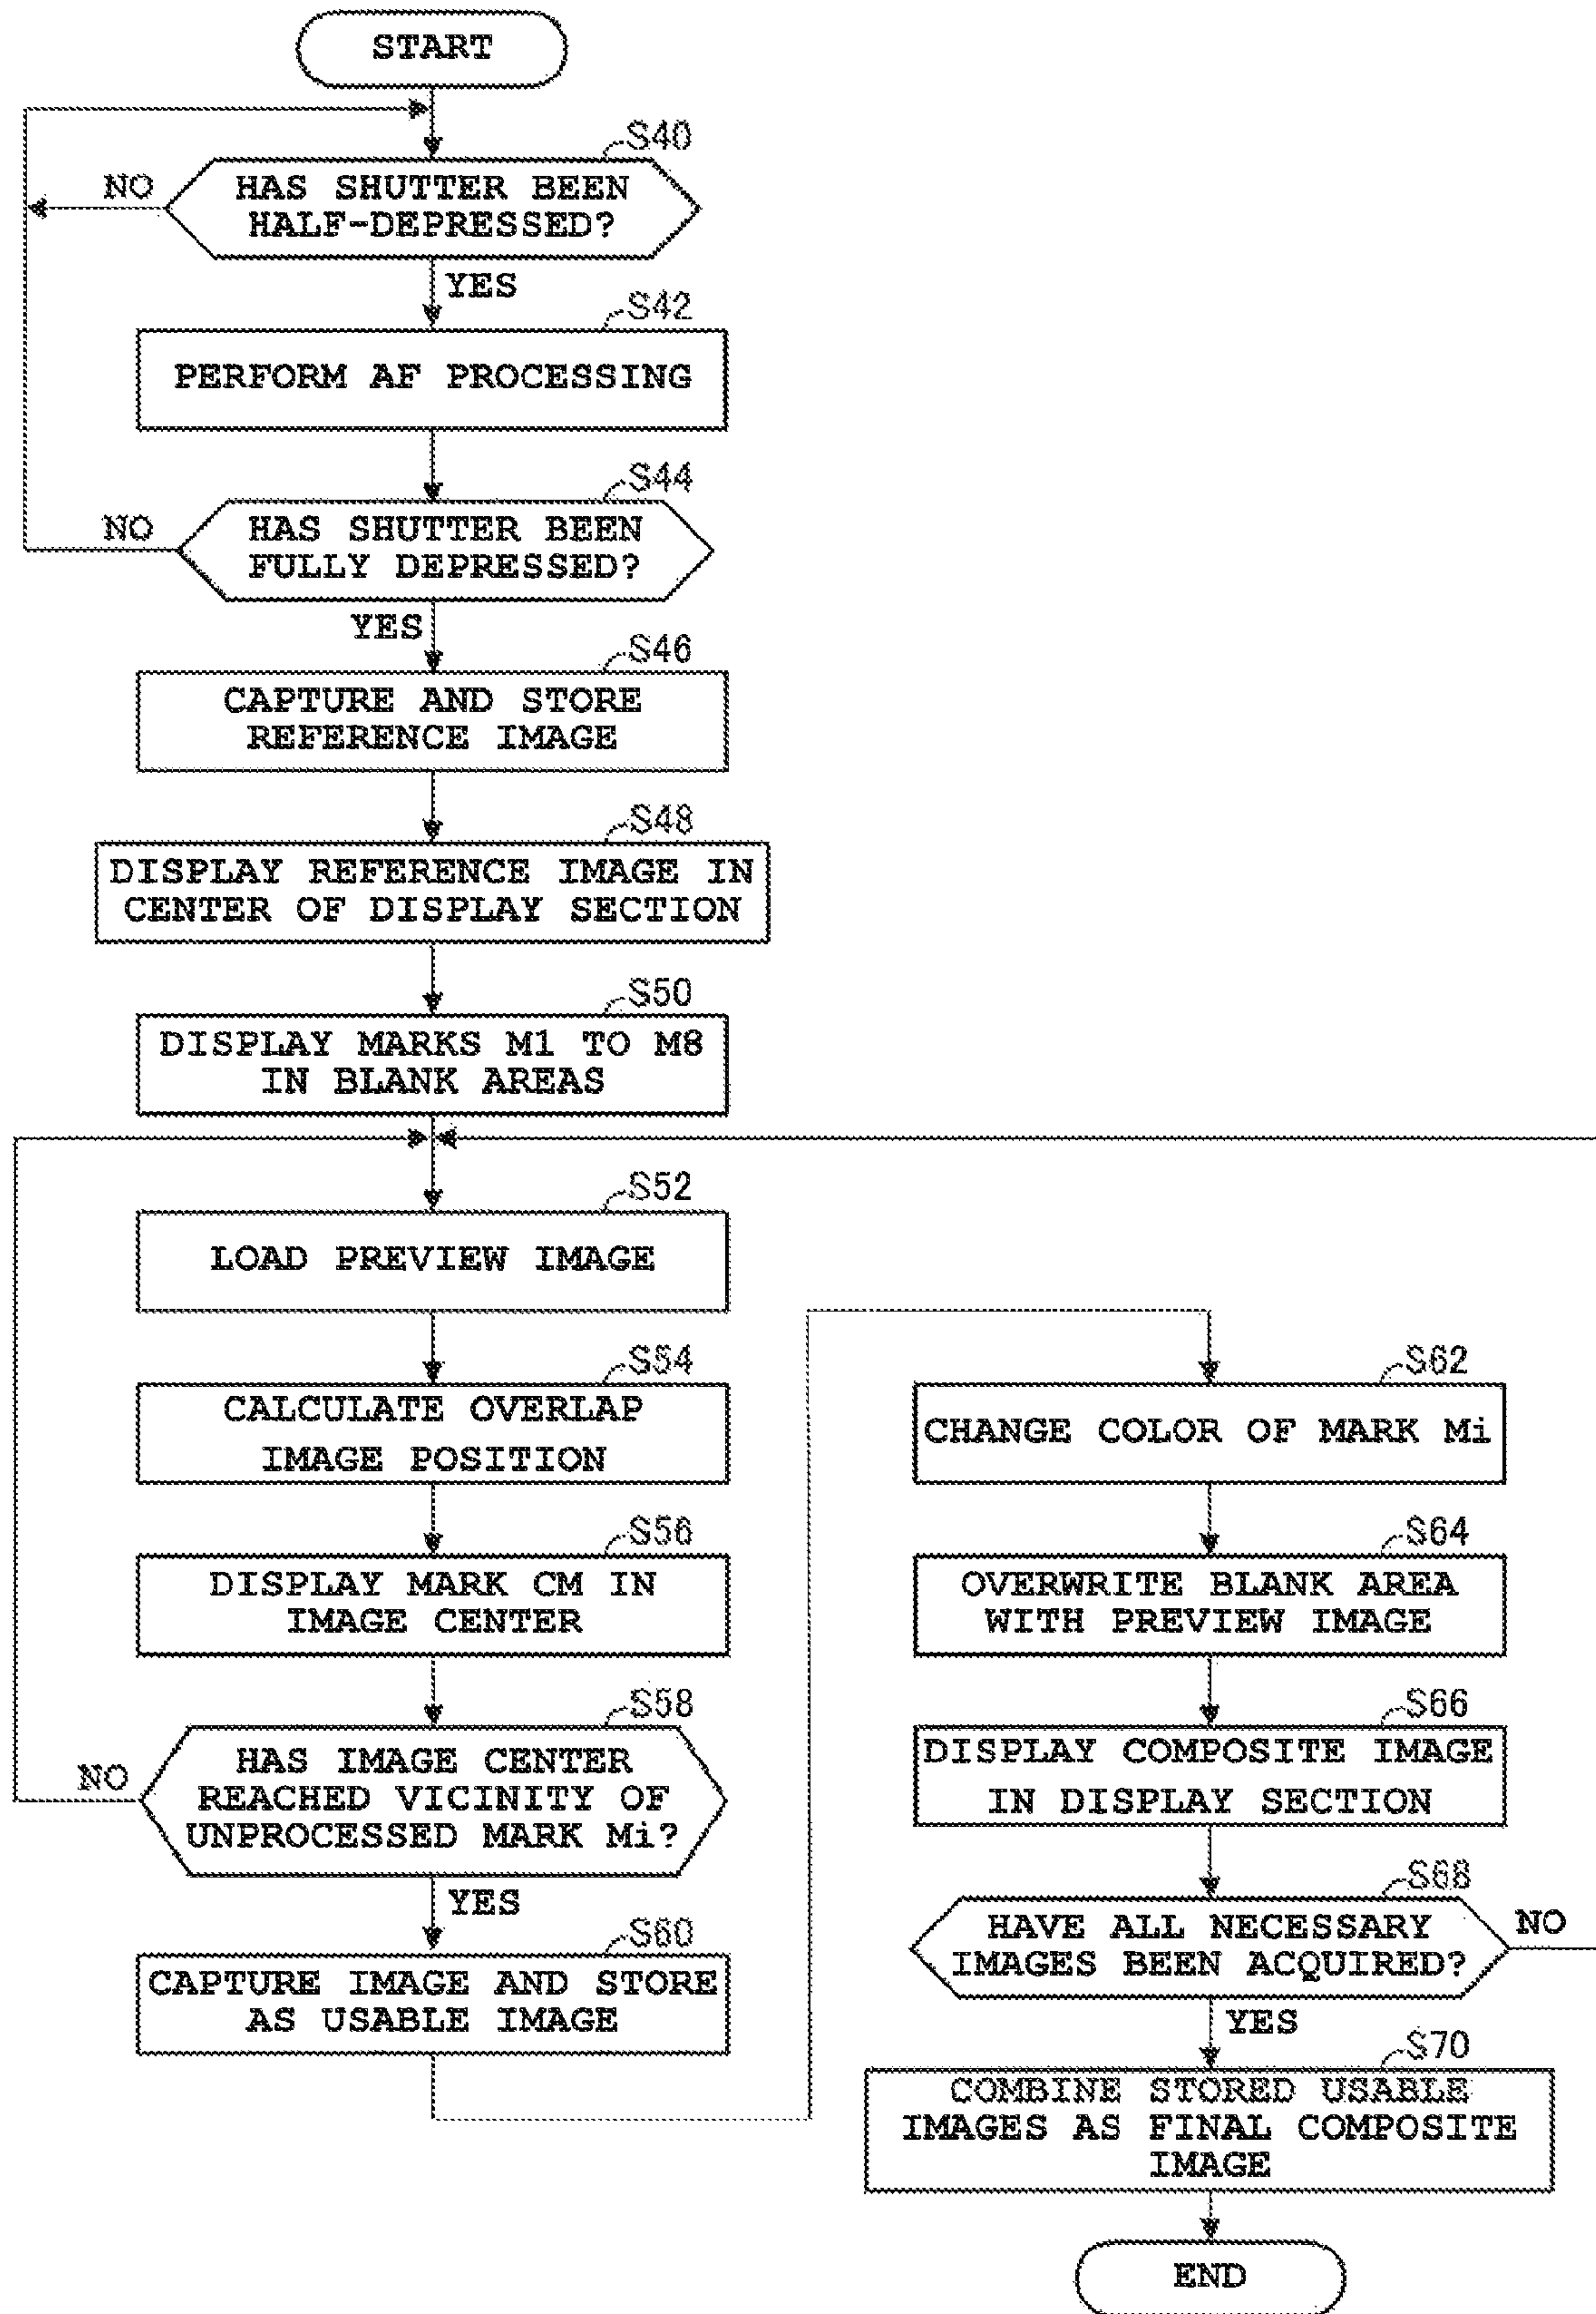 START
S40
HAS SHUTTER BEEN
HALF-DEPRESSED?
NO
YES
S42
PERFORM AF PROCESSING
S44
HAS SHUTTER BEEN
FULLY DEPRESSED?
NO
YES
S46
CAPTURE AND STORE
REFERENCE IMAGE
S48
DISPLAY REFERENCE IMAGE IN
CENTER OF DISPLAY SECTION
S50
DISPLAY MARKS M1 TO M8
IN BLANK AREAS
S52
LOAD PREVIEW IMAGE
S54
CALCULATE OVERLAP
IMAGE POSITION
S56
DISPLAY MARK CM IN
IMAGE CENTER
S58
HAS IMAGE CENTER
REACHED VICINITY OF
UNPROCESSED MARK Mi?
NO
YES
S60
CAPTURE IMAGE AND STORE
AS USABLE IMAGE
S62
CHANGE COLOR OF MARK Mi
S64
OVERWRITE BLANK AREA
WITH PREVIEW IMAGE
S66
DISPLAY COMPOSITE IMAGE
IN DISPLAY SECTION
S68
HAVE ALL NECESSARY
IMAGES BEEN ACQUIRED?
NO
YES
S70
COMBINE STORED USABLE
IMAGES AS FINAL COMPOSITE
IMAGE
END